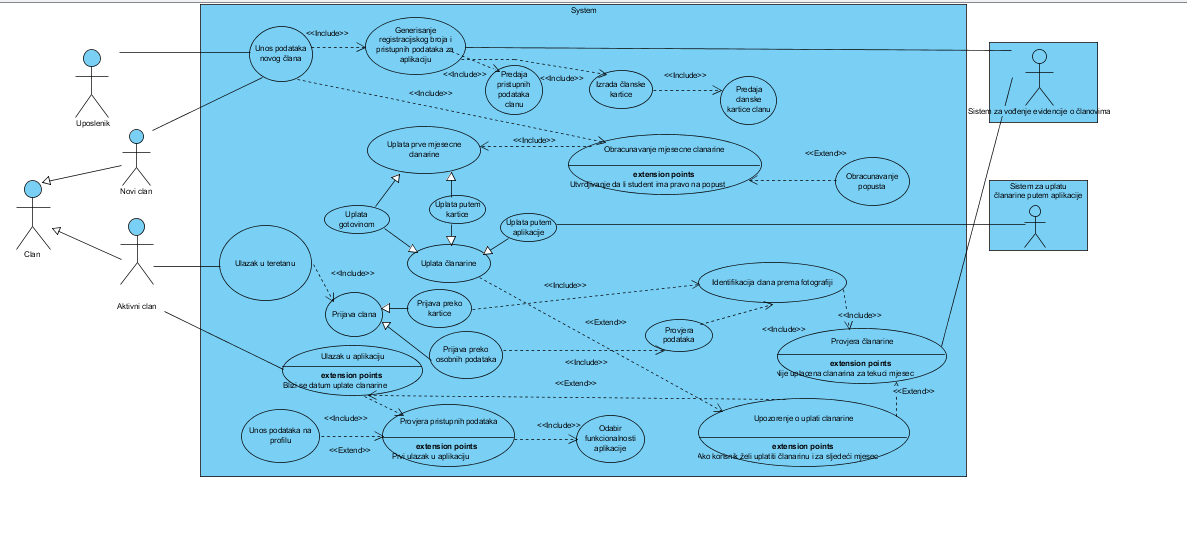 System
Unos podataka
novog člana
<<Include>>
Generisanje
registracijskog broja i
pristupnih podataka za
aplikaciju
<<Include>>
Predaja
pristupnih
podataka
clanu
<<Include>>
Izrada članske
kartice
<<Include>>
Predaja
danske
kartice clanu
<<Include>>
Uposlenik
Novi clan
Clan
Aktivni clan
Sistem za vođenje evidencije o članovima
Sistem za uplatu
članarine putem aplikacije
Uplata prve mjesecne
danarine
<<Include>>
Obracunavanje mjesecne clanarine
extension points
Utvrdjivanje da li student ima pravo na popust
<<Extend>>
Obracunavanje
popusta
Uplata
gotovinom
Uplata putem
kartice
Uplata putem
aplikacije
Uplata članarine
Ulazak u teretanu
<<Include>>
Prijava clana
Prijava preko
kartice
<<Include>>
Identifikacija dana prema fotografiji
Prijava preko
osobnih podataka
<<Extend>>
Provjera
podataka
<<Include>>
<<Include>>
<<Include>>
Provjera članarine
extension points
Nije uplacena clanarina za tekuci mjesec
Ulazak u aplikaciju
extension points
Blizi se datum uplate clanarine
<<Extend>>
<<Extend>>
Unos podataka na
profilu
<<Include>>
<<Extend>>
Provjera pristupnih podataka
extension points
Prvi ulazak u aplikaciju
<<Include>>
Odabir
funkcionalnosti
aplikacije
Upozorenje o uplati clanarine
extension points
Ako korisnik želi uplatiti članarinu i za sljedeći mjesec